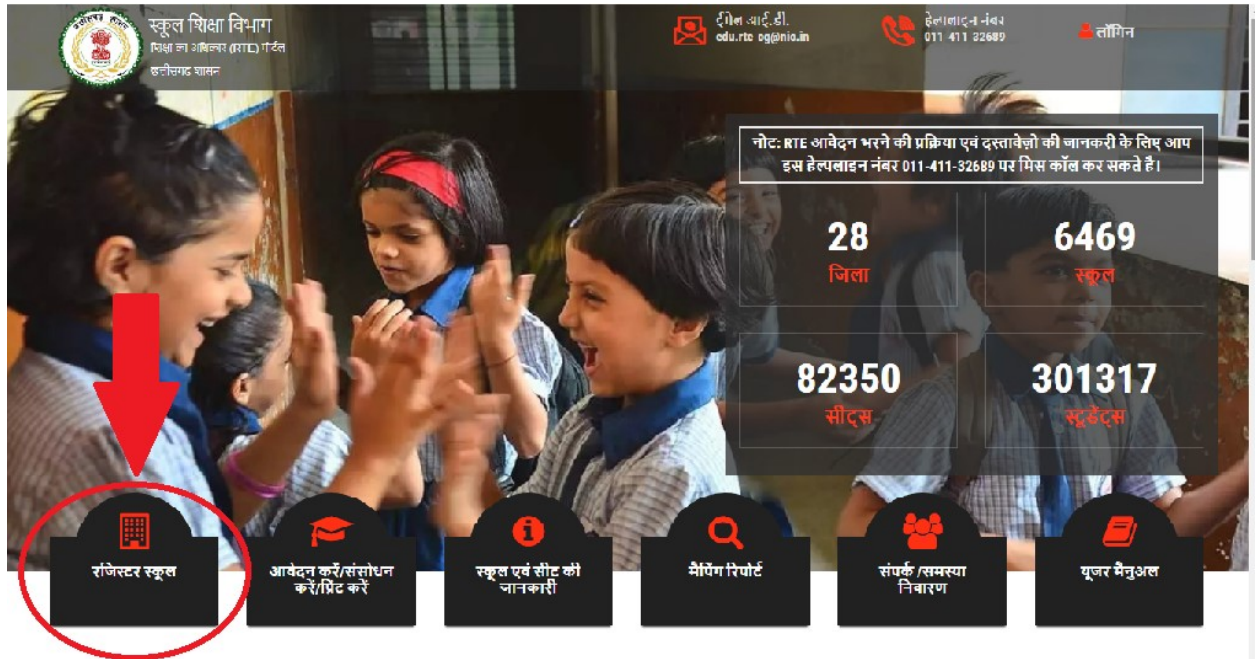 स्कूल शिक्षा विभाग
शिक्षा का अधिकार (RTE) पोर्टल
छत्तीसगढ शासन
ईमेल आई.डी.
edu.rte-cg@nic.in
हेल्पलाइन नंबर
011-411-32689
लॉगिन
नोट: RTE आवेदन भरने की प्रक्रिया एवं दस्तावेज़ो की जानकरी के लिए आप
इस हेल्पलाइन नंबर 011-411-32689 पर मिस कॉल कर सकते है।
28
जिला
6469
स्कूल
82350
सीट्स
301317
स्टूडेंट्स
रजिस्टर स्कूल
आवेदन करें/संसोधन
करें/प्रिंट करें
स्कूल एवं सीट की
जानकारी
मैपिंग रिपोर्ट
संपर्क /समस्या
निवारण
यूजर मैनुअल